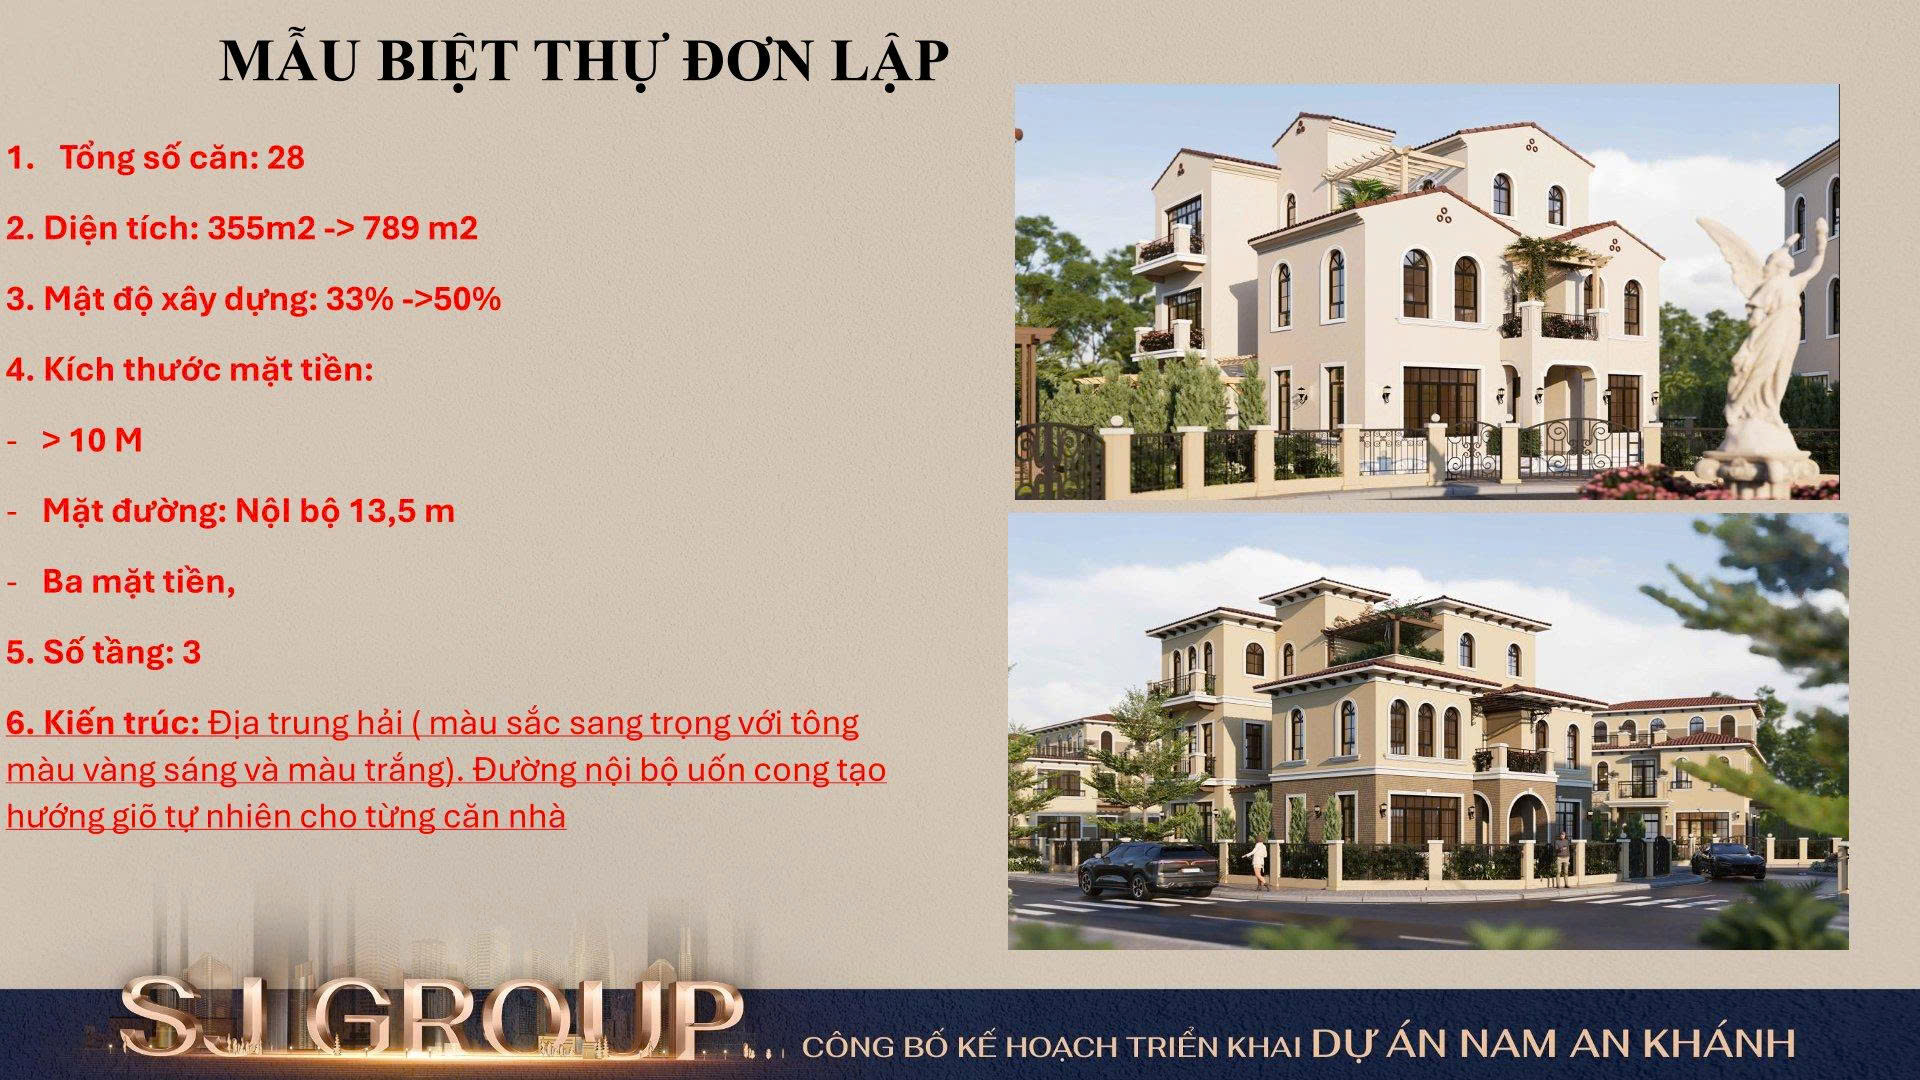 MẪU BIỆT THỰ ĐƠN LẬP
1. Tổng số căn: 28
2. Diện tích: 355m2 -> 789 m2
3. Mật độ xây dựng: 33% ->50%
4. Kích thước mặt tiền:
- > 10 M
- Mặt đường: Nộl bộ 13,5 m
- Ba mặt tiền,
5. Số tầng: 3
6. Kiến trúc: Địa trung hải ( màu sắc sang trọng với tông
màu vàng sáng và màu trắng). Đường nội bộ uốn cong tạo
hướng giõ tự nhiên cho từng căn nhà
SJ GROUP
CÔNG BỐ KẾ HOẠCH TRIỂN KHAI DỰ ÁN NAM AN KHÁNH